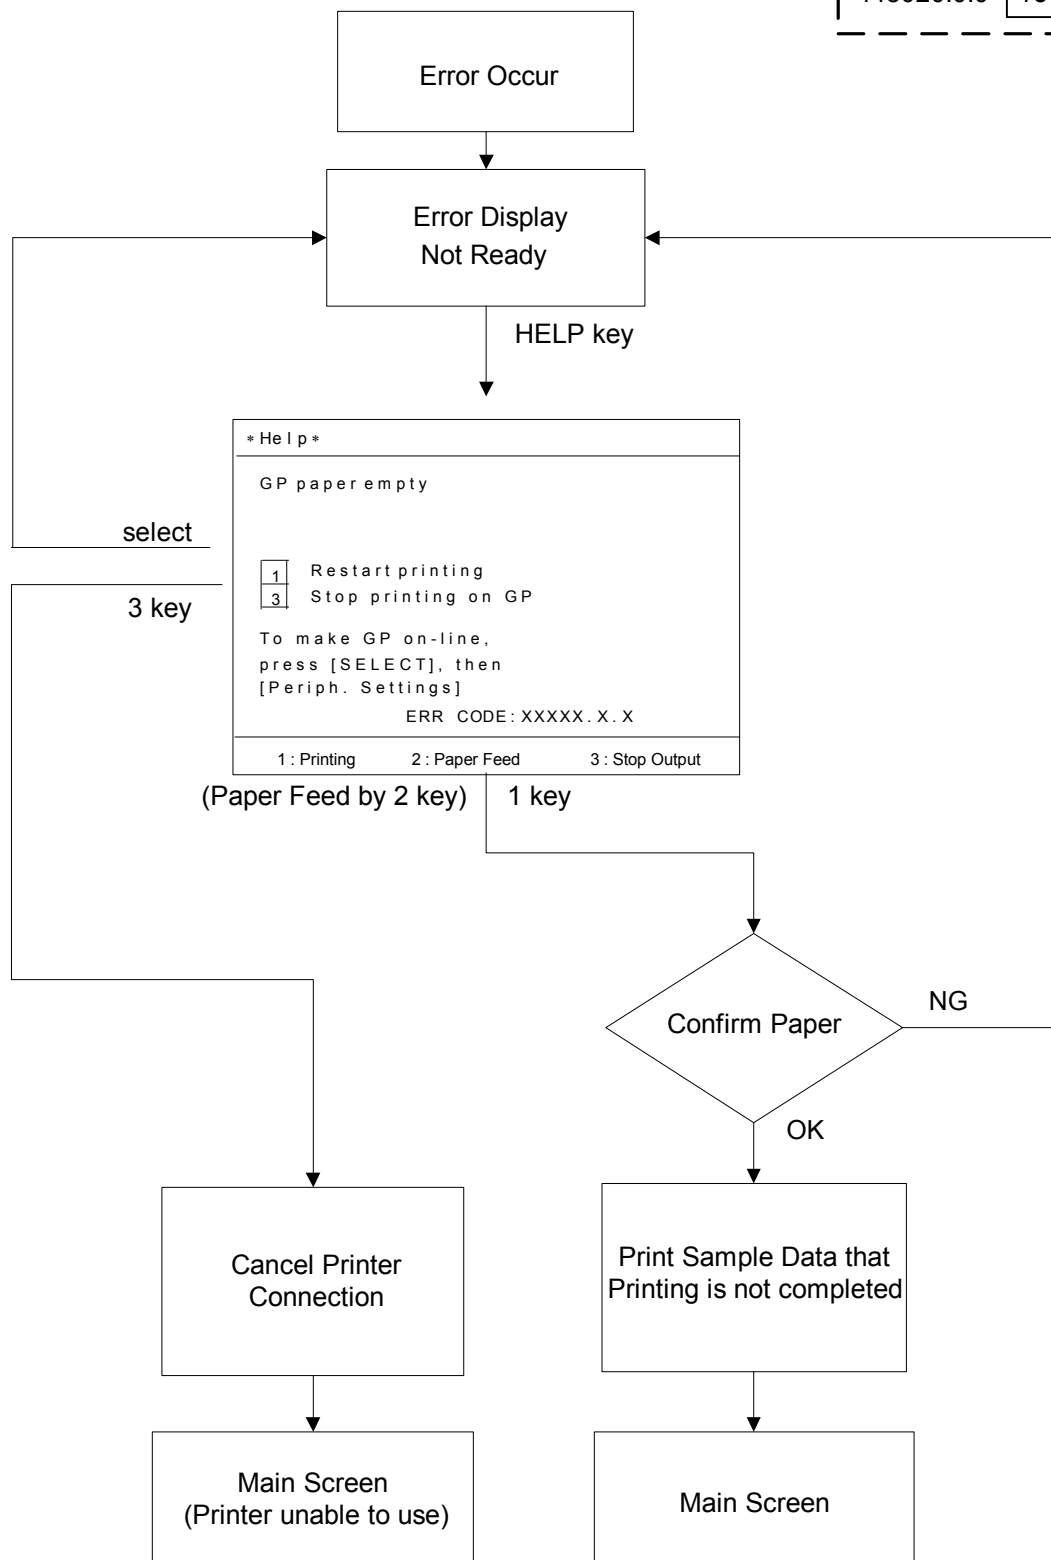 Error Occur
Error Display
Not Ready
HELP key
*Help*
GP paper empty
select
1 Restart printing
3 Stop printing on GP
3 key
To make GP on-line,
press [SELECT], then
[Periph. Settings]
ERR CODE: XXXXX.X.X
1 : Printing 2 : Paper Feed 3 : Stop Output
(Paper Feed by 2 key) 1 key
Confirm Paper
NG
OK
Cancel Printer
Connection
Print Sample Data that
Printing is not completed
Main Screen
(Printer unable to use)
Main Screen